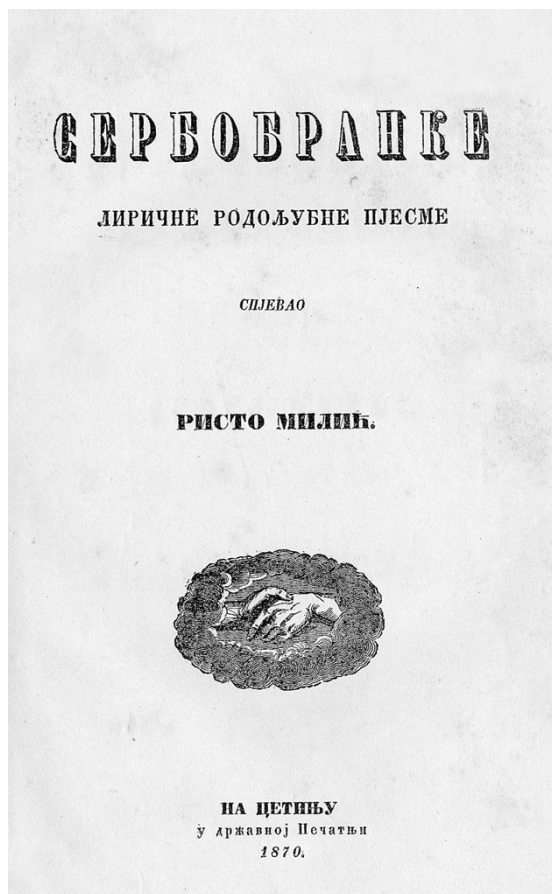 СЕРБОБРАНКЕ
ЛИРИЧНЕ РОДОЉУБНЕ ПЈЕСМЕ
СПЈЕВАО
РИСТО МИЛИЋ.
НА ЦЕТИЊУ
у државној Печатњи
1870.